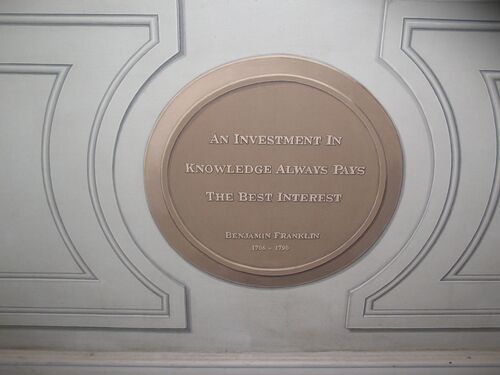 AN INVESTMENT IN
KNOWLEDGE ALWAYS PAYS
THE BEST INTEREST
BENJAMIN FRANKLIN
1706 - 1790